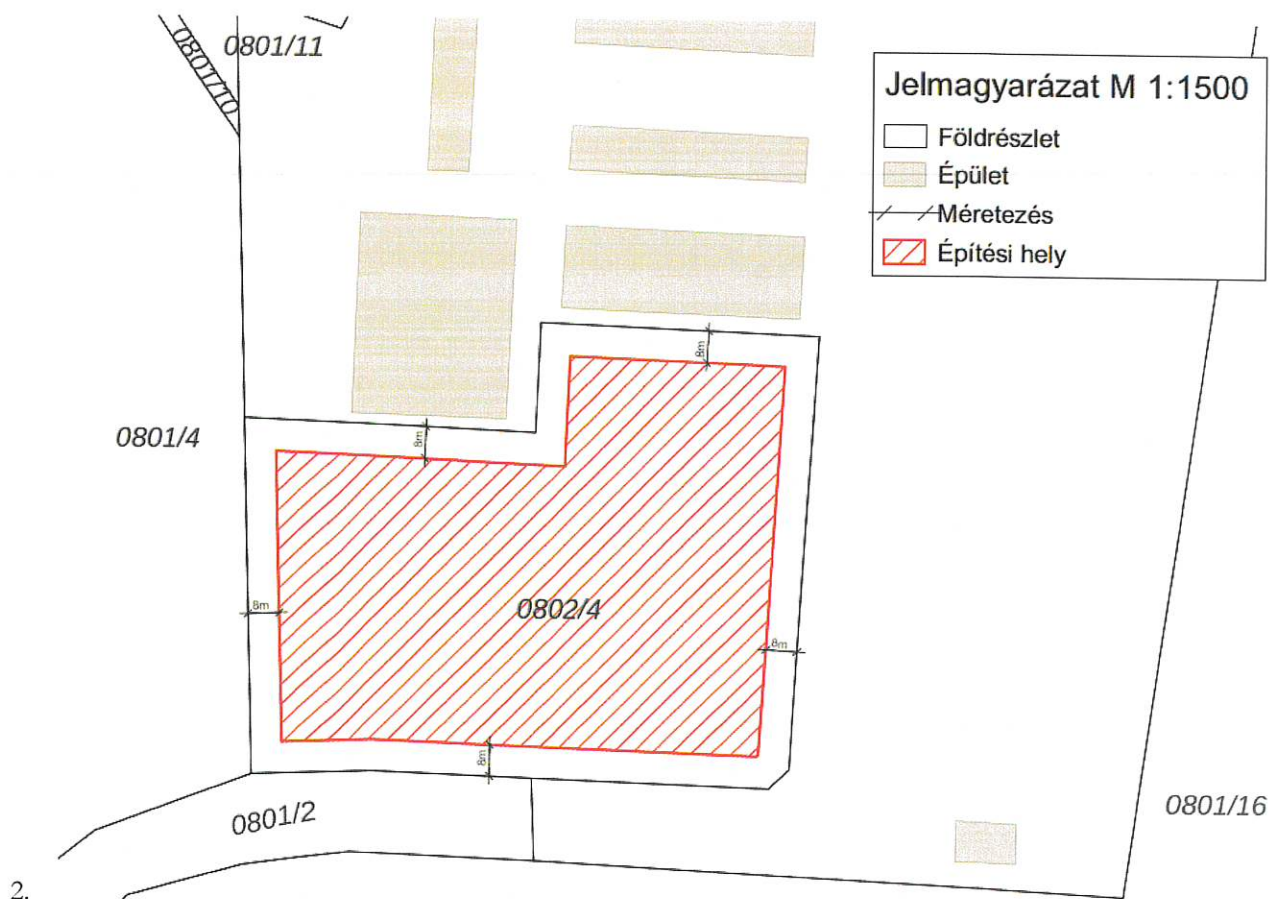 0801/11
0801/10
Jelmagyarázat M 1:1500
Földrészlet
Épület
Méretezés
Építési hely
8m
0801/4
8m
8m
0802/4
8m
8m
0801/2
0801/16
2.